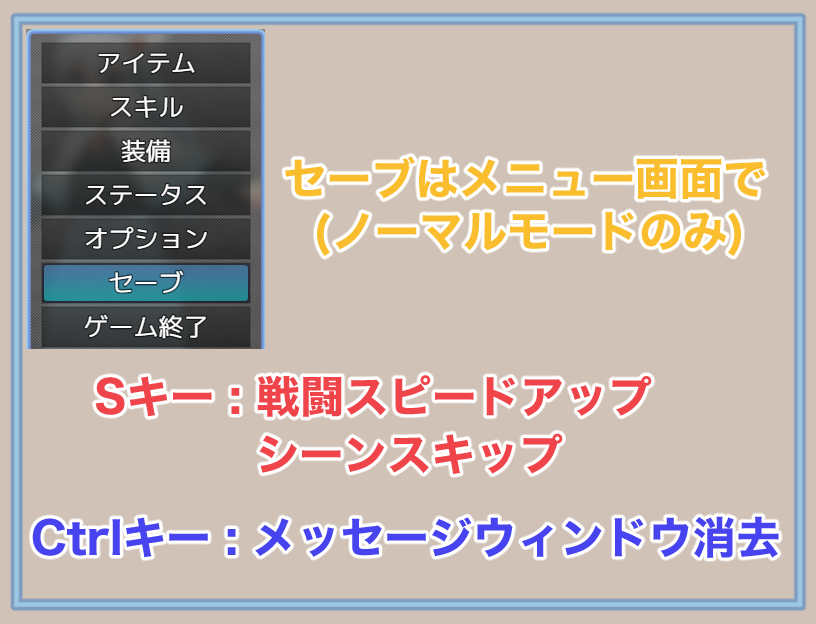 アイテム
スキル
装備
ステータス
オプション
セーブ
ゲーム終了
セーブはメニュー画面で
(ノーマルモードのみ)
Sキー：戦闘スピードアップ
シーンスキップ
Ctrlキー：メッセージウィンドウ消去